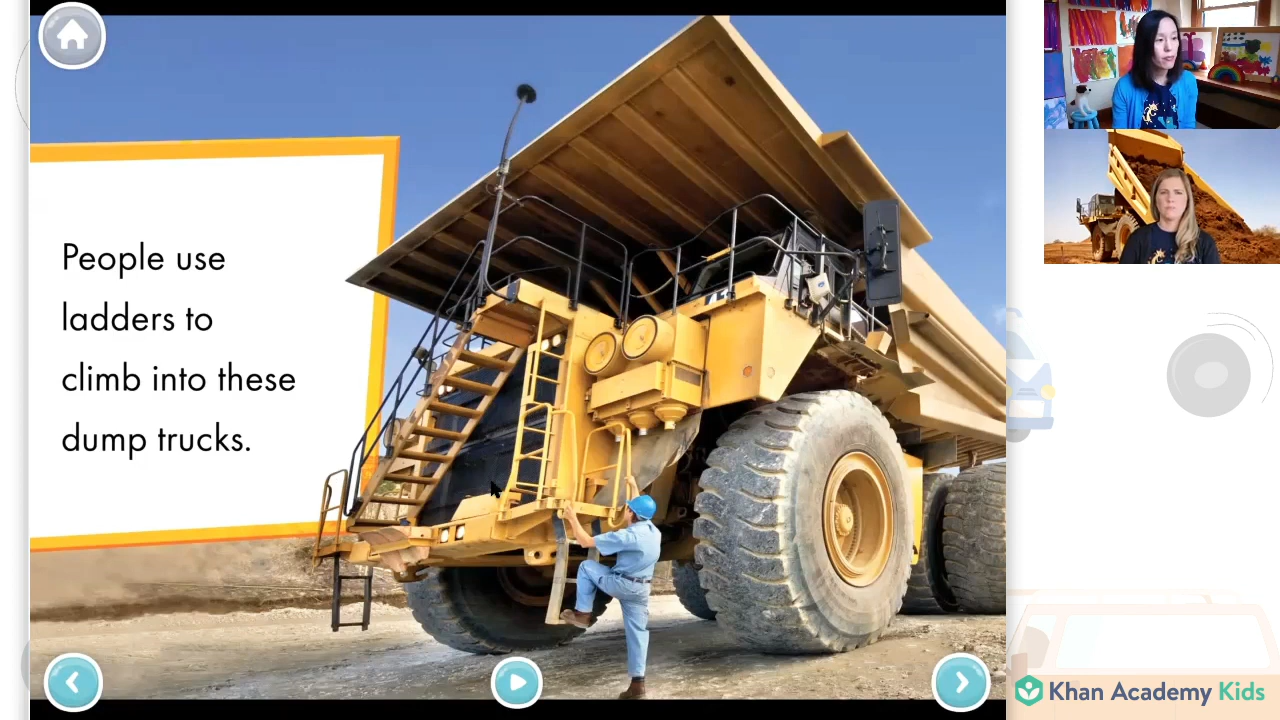 People use
ladders to
climb into these
dump trucks.
Khan Academy Kids